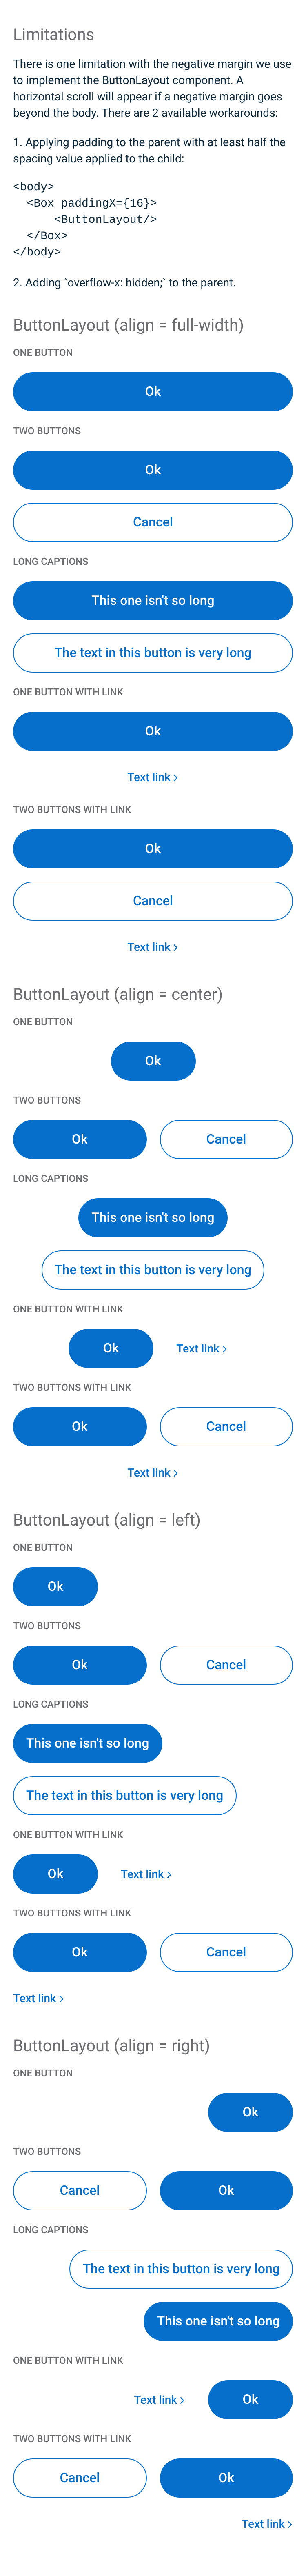 Limitations
There is one limitation with the negative margin we use
to implement the ButtonLayout component. A
horizontal scroll will appear if a negative margin goes
beyond the body. There are 2 available workarounds:
1. Applying padding to the parent with at least half the
spacing value applied to the child:
<body>
<Box paddingX={16}>
<ButtonLayout/>
</Box>
</body>
2. Adding `overflow-x: hidden;` to the parent.
ButtonLayout (align = full-width)
ONE BUTTON
Ok
TWO BUTTONS
Ok
Cancel
LONG CAPTIONS
This one isn't so long
The text in this button is very long
ONE BUTTON WITH LINK
Ok
Text link >
TWO BUTTONS WITH LINK
Ok
Cancel
Text link >
ButtonLayout (align = center)
ONE BUTTON
Ok
TWO BUTTONS
Ok Cancel
LONG CAPTIONS
This one isn't so long
The text in this button is very long
ONE BUTTON WITH LINK
Ok Text link >
TWO BUTTONS WITH LINK
Ok Cancel
Text link >
ButtonLayout (align = left)
ONE BUTTON
Ok
TWO BUTTONS
Ok Cancel
LONG CAPTIONS
This one isn't so long
The text in this button is very long
ONE BUTTON WITH LINK
Ok Text link >
TWO BUTTONS WITH LINK
Ok Cancel
Text link >
ButtonLayout (align = right)
ONE BUTTON
Ok
TWO BUTTONS
Cancel Ok
LONG CAPTIONS
The text in this button is very long
This one isn't so long
ONE BUTTON WITH LINK
Text link > Ok
TWO BUTTONS WITH LINK
Cancel Ok
Text link >